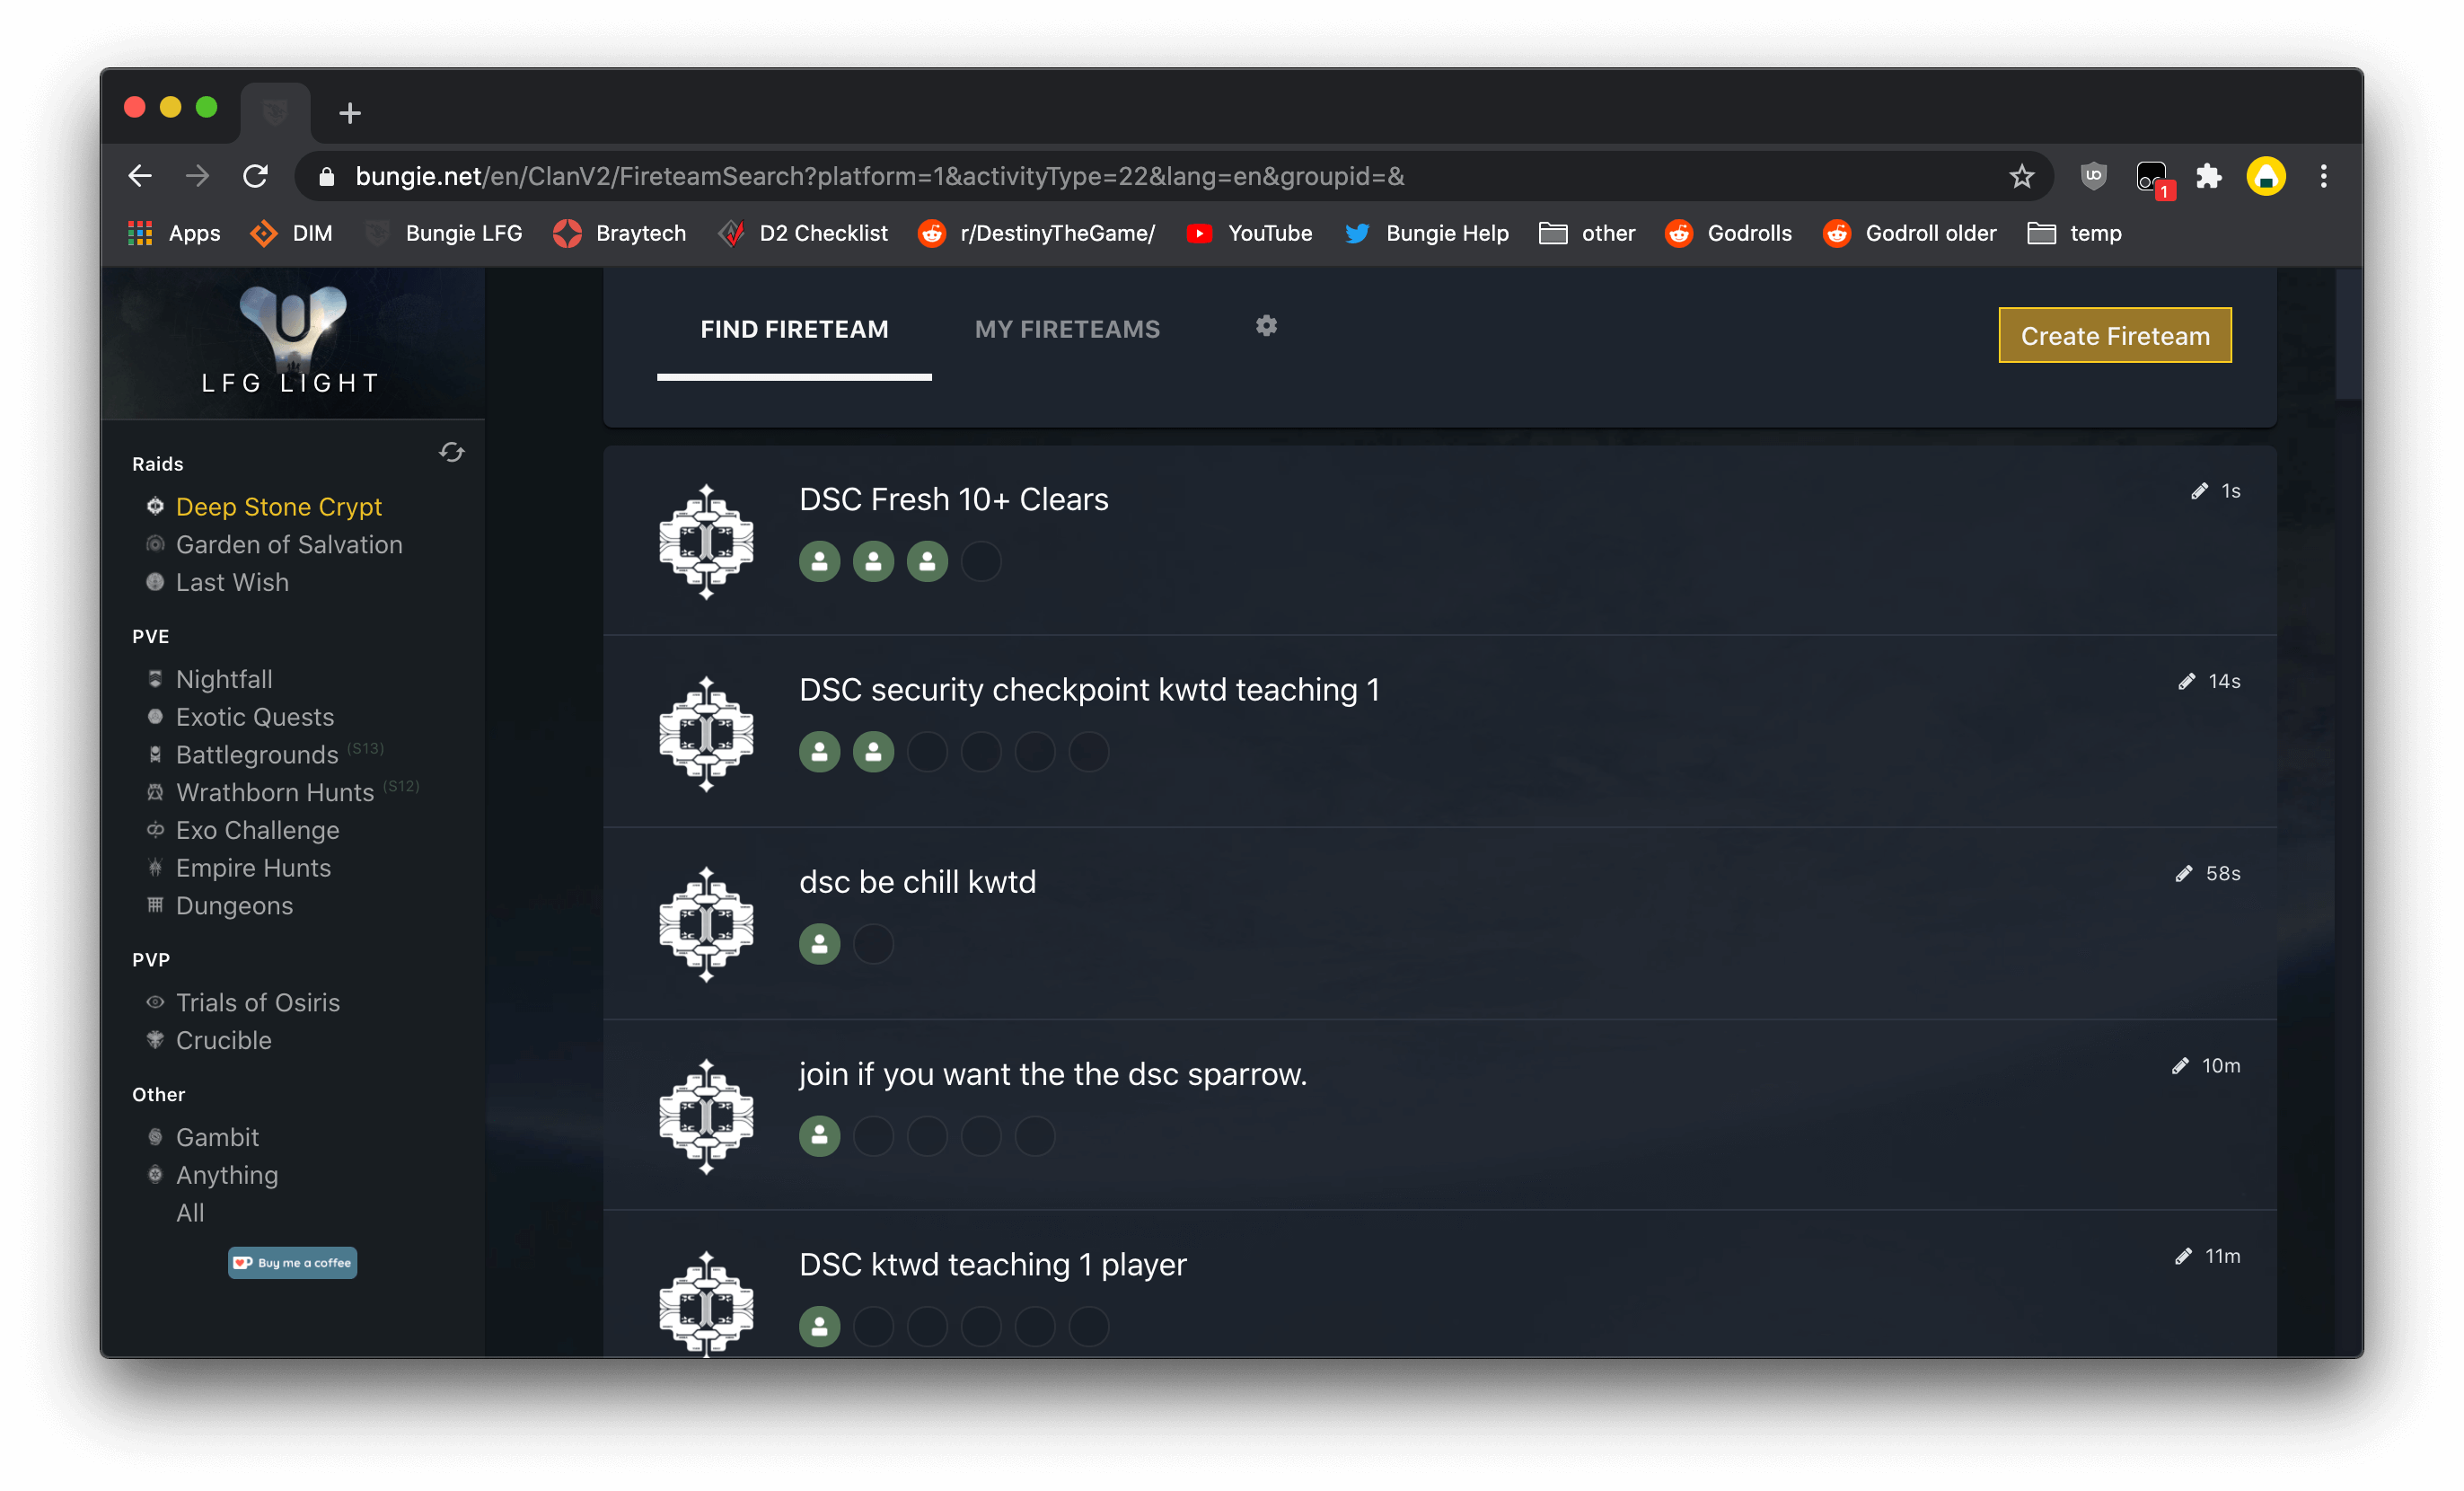 bungie.net/en/ClanV2/FireteamSearch?platform=1&activityType=22&lang=en&groupid=&
1
Apps DIM Bungie LFG Braytech D2 Checklist r/DestinyTheGame/ YouTube Bungie Help other Godrolls Godroll older temp
LFG LIGHT
Raids
Deep Stone Crypt
Garden of Salvation
Last Wish
PVE
Nightfall
Exotic Quests
Battlegrounds (S13)
Wrathborn Hunts (S12)
Exo Challenge
Empire Hunts
Dungeons
PVP
Trials of Osiris
Crucible
Other
Gambit
Anything
All
Buy me a coffee
FIND FIRETEAM MY FIRETEAMS Create Fireteam
DSC Fresh 10+ Clears 1s
DSC security checkpoint kwtd teaching 1 14s
dsc be chill kwtd 58s
join if you want the the dsc sparrow. 10m
DSC ktwd teaching 1 player 11m